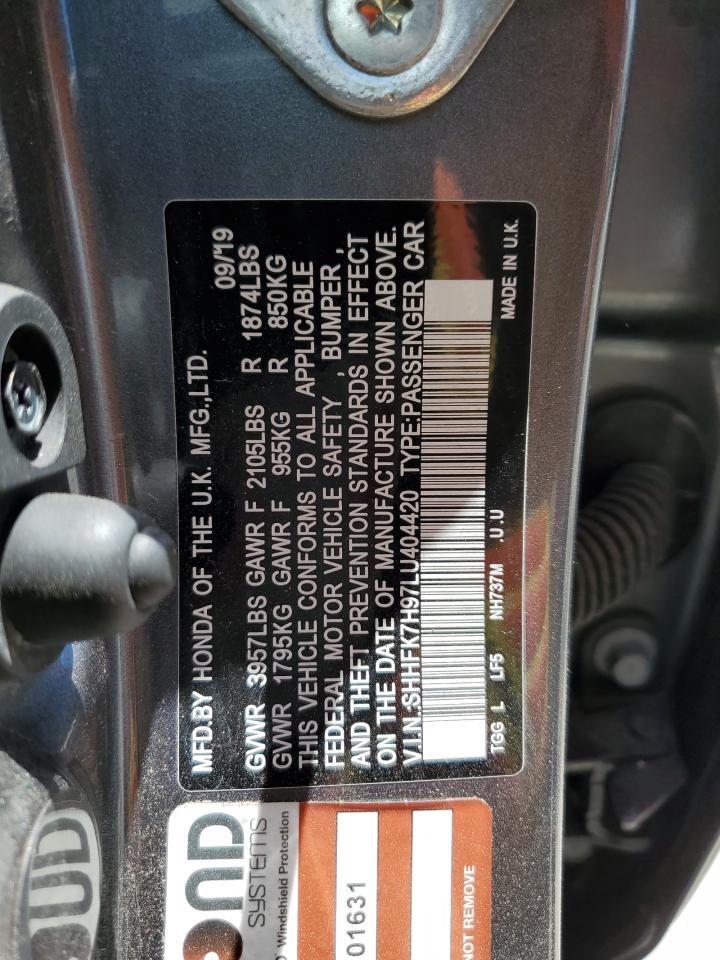 MFD.BY HONDA OF THE U.K. MFG.,LTD. 09/19
GVWR 3957LBS GAWR F 2105LBS R 1874LBS
GVWR 1795KG GAWR F 955KG R 850KG
THIS VEHICLE CONFORMS TO ALL APPLICABLE
FEDERAL MOTOR VEHICLE SAFETY , BUMPER ,
AND THEFT PREVENTION STANDARDS IN EFFECT
ON THE DATE OF MANUFACTURE SHOWN ABOVE.
V.I.N.:SHHFK7H97LU404420 TYPE:PASSENGER CAR
TGG L LF5 NH737M .U.U MADE IN U.K.
SYSTEMS
Windshield Protection
01631
NOT REMOVE